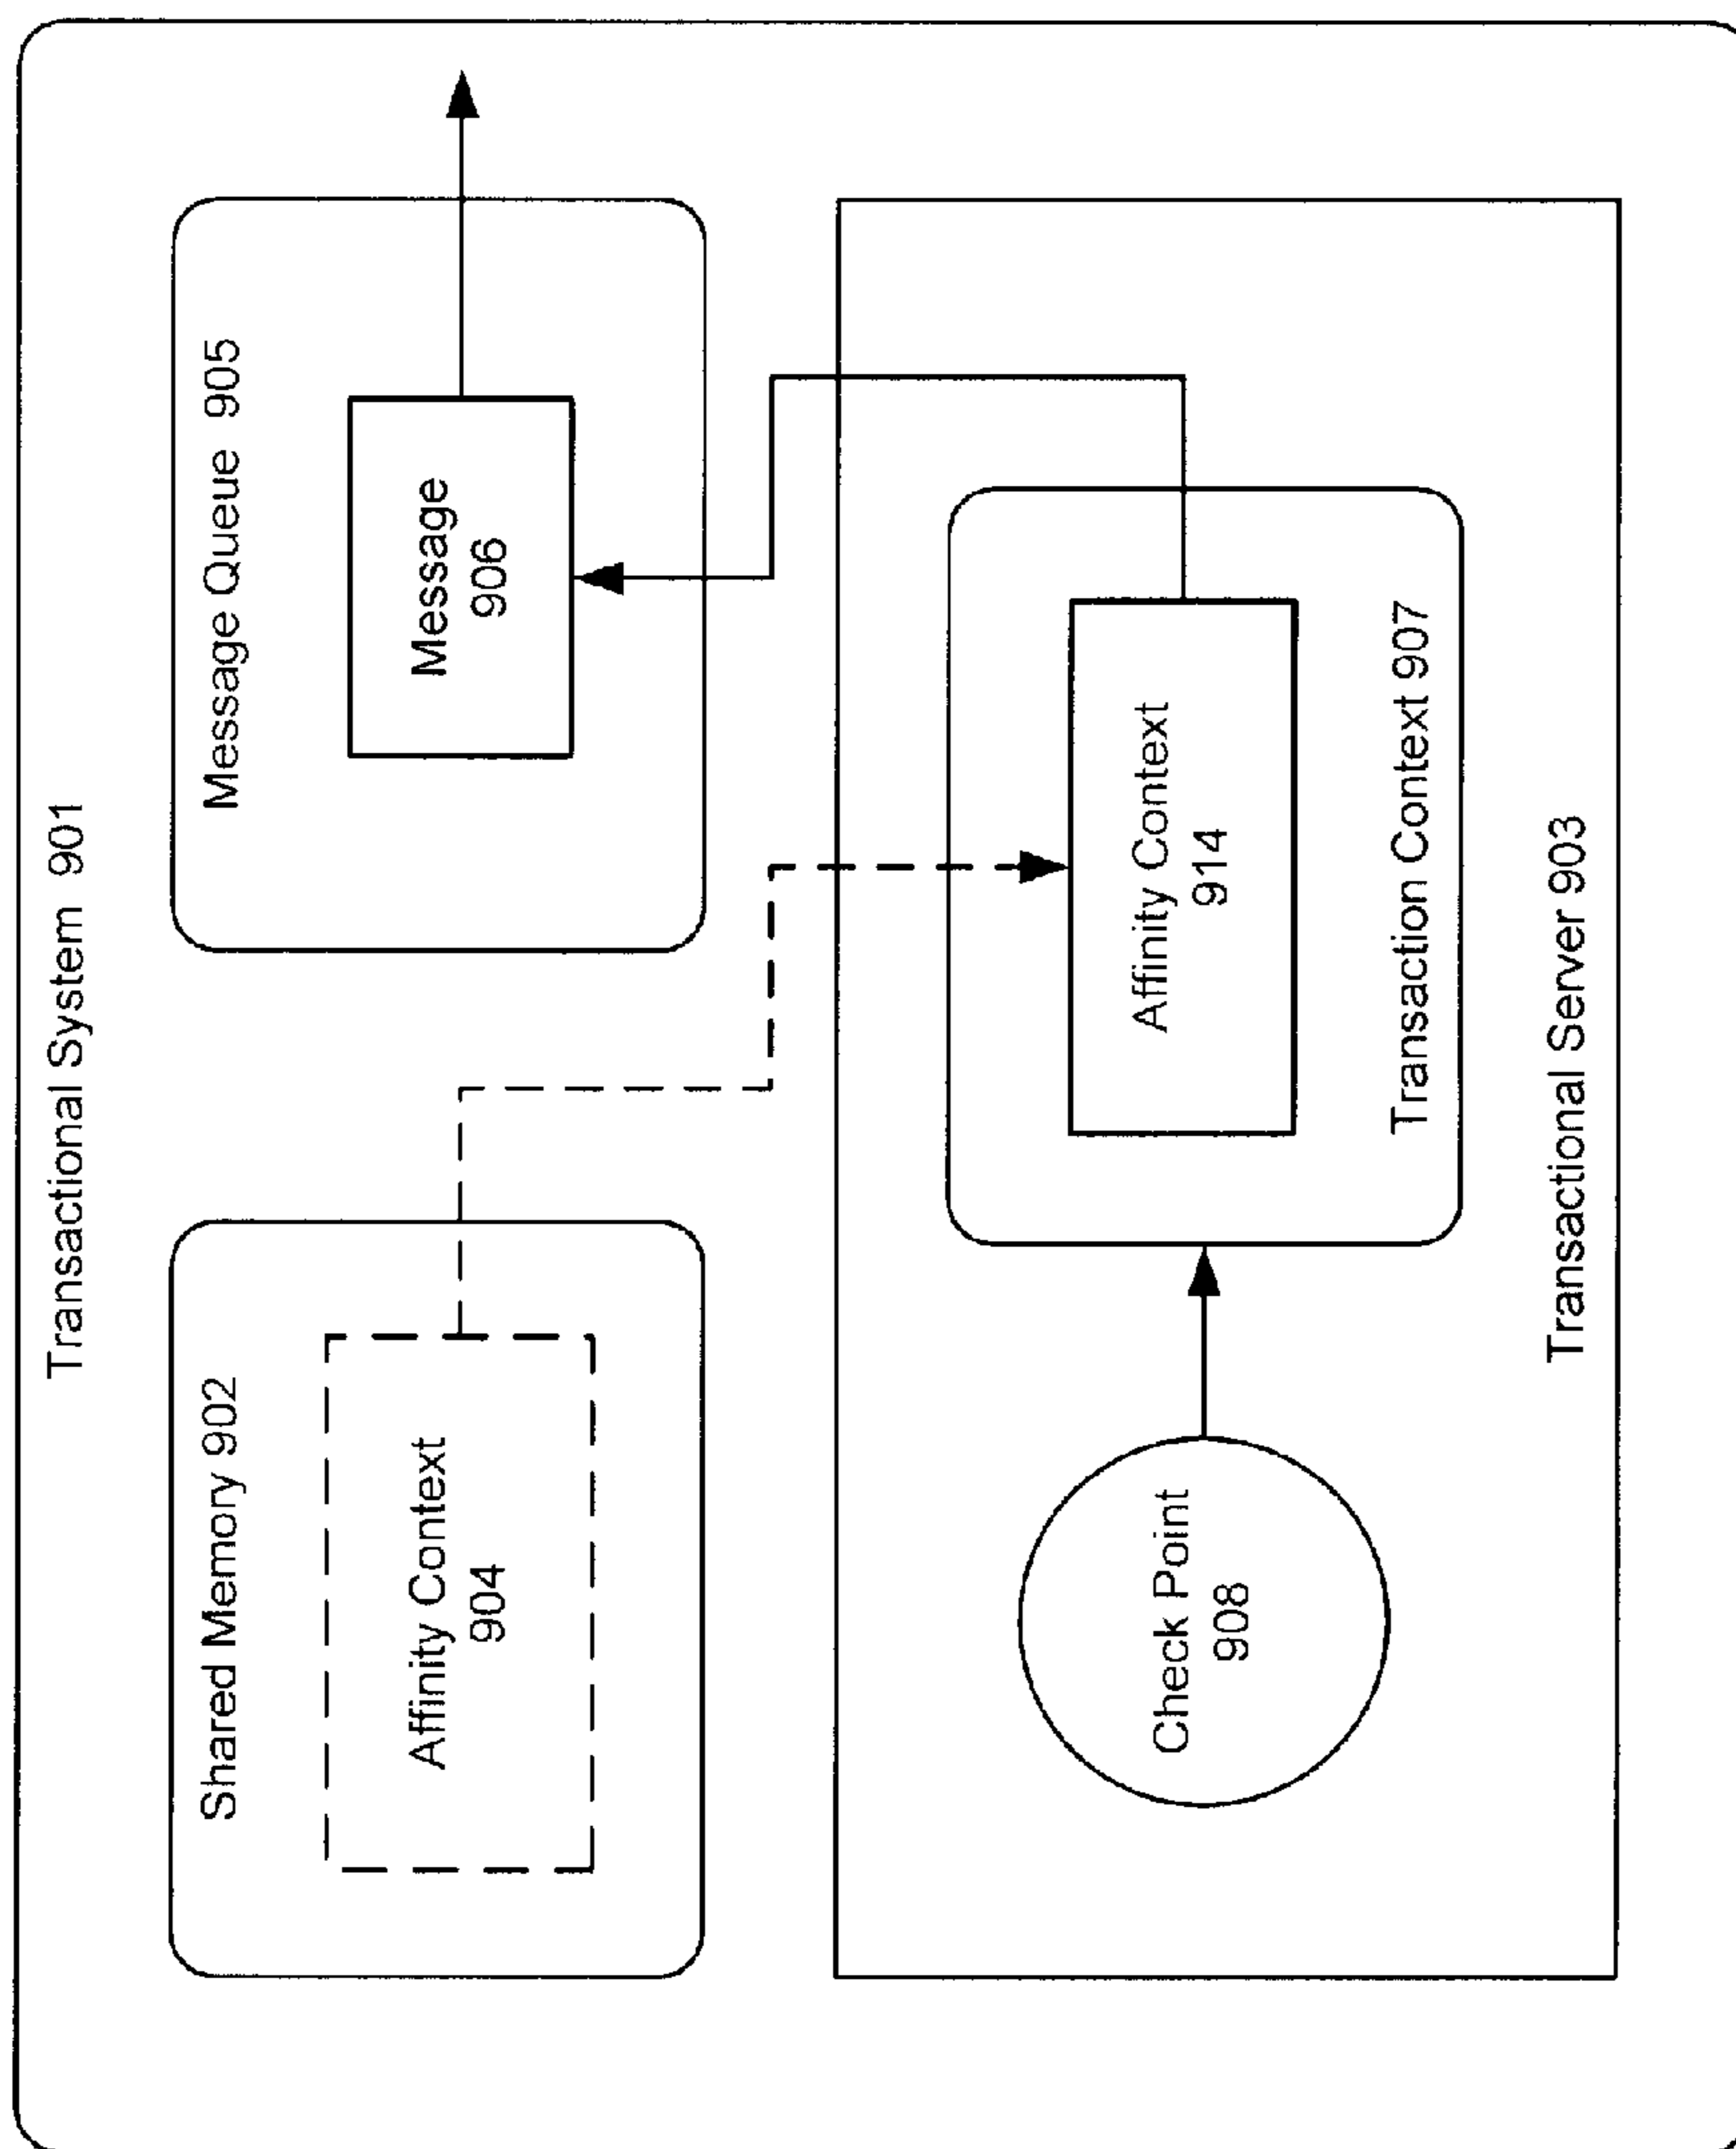 Transactional System 901
Shared Memory 902
Affinity Context
904
Message Queue 905
Message
906
Check Point
908
Affinity Context
914
Transaction Context 907
Transactional Server 903